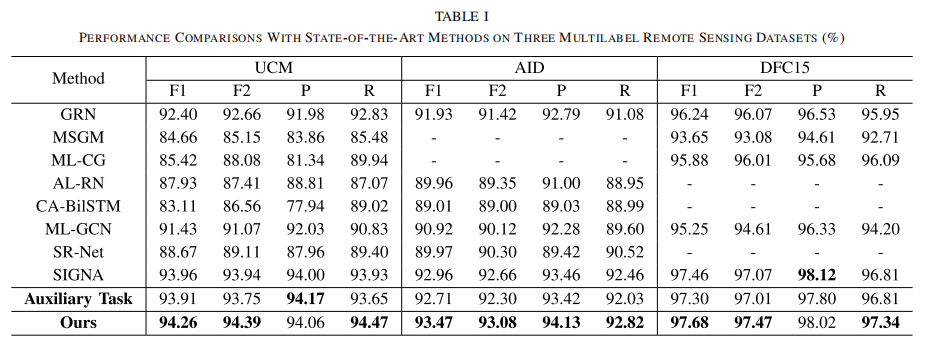 TABLE I
PERFORMANCE COMPARISONS WITH STATE-OF-THE-ART METHODS ON THREE MULTILABEL REMOTE SENSING DATASETS (%)
Method UCM AID DFC15
F1 F2 P R F1 F2 P R F1 F2 P R
GRN 92.40 92.66 91.98 92.83 91.93 91.42 92.79 91.08 96.24 96.07 96.53 95.95
MSGM 84.66 85.15 83.86 85.48 - - - - 93.65 93.08 94.61 92.71
ML-CG 85.42 88.08 81.34 89.94 - - - - 95.88 96.01 95.68 96.09
AL-RN 87.93 87.41 88.81 87.07 89.96 89.35 91.00 88.95 - - - -
CA-BilSTM 83.11 86.56 77.94 89.02 89.01 89.00 89.03 88.99 - - - -
ML-GCN 91.43 91.07 92.03 90.83 90.92 90.12 92.28 89.60 95.25 94.61 96.33 94.20
SR-Net 88.67 89.11 87.96 89.40 89.97 90.30 89.42 90.52 - - - -
SIGNA 93.96 93.94 94.00 93.93 92.96 92.66 93.46 92.46 97.46 97.07 98.12 96.81
Auxiliary Task 93.91 93.75 94.17 93.65 92.71 92.30 93.42 92.03 97.30 97.01 97.80 96.81
Ours 94.26 94.39 94.06 94.47 93.47 93.08 94.13 92.82 97.68 97.47 98.02 97.34